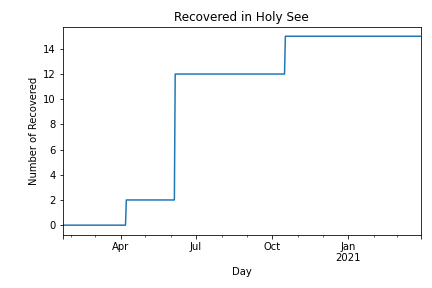 Recovered in Holy See
Number of Recovered
14
12
10
8
6
4
2
0
Apr
Jul
Oct
Jan
2021
Day